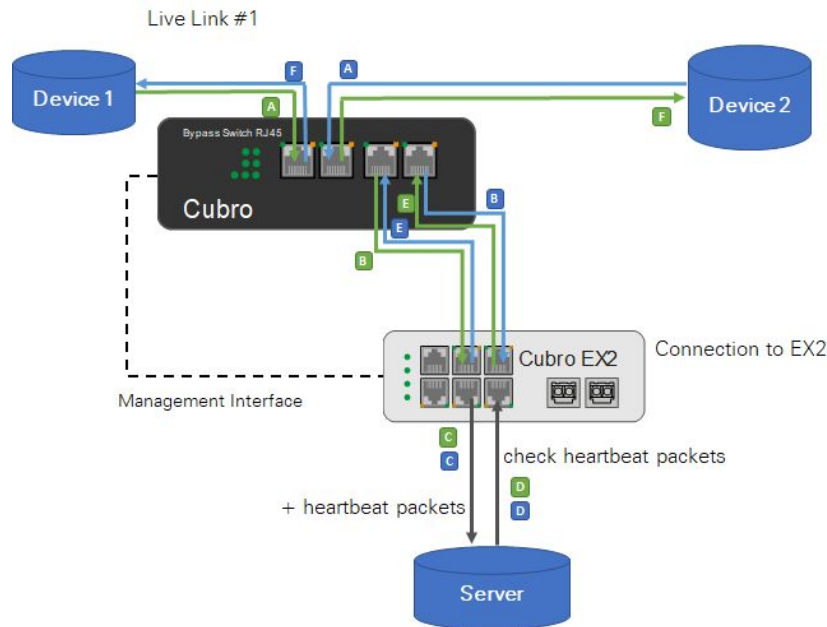 Live Link #1
F
A
Device 1
Device 2
A
F
Bypass Switch RJ45
Cubro
E
B
E
B
Cubro EX2
Connection to EX2
Management Interface
C
C
check heartbeat packets
D
D
+ heartbeat packets
Server